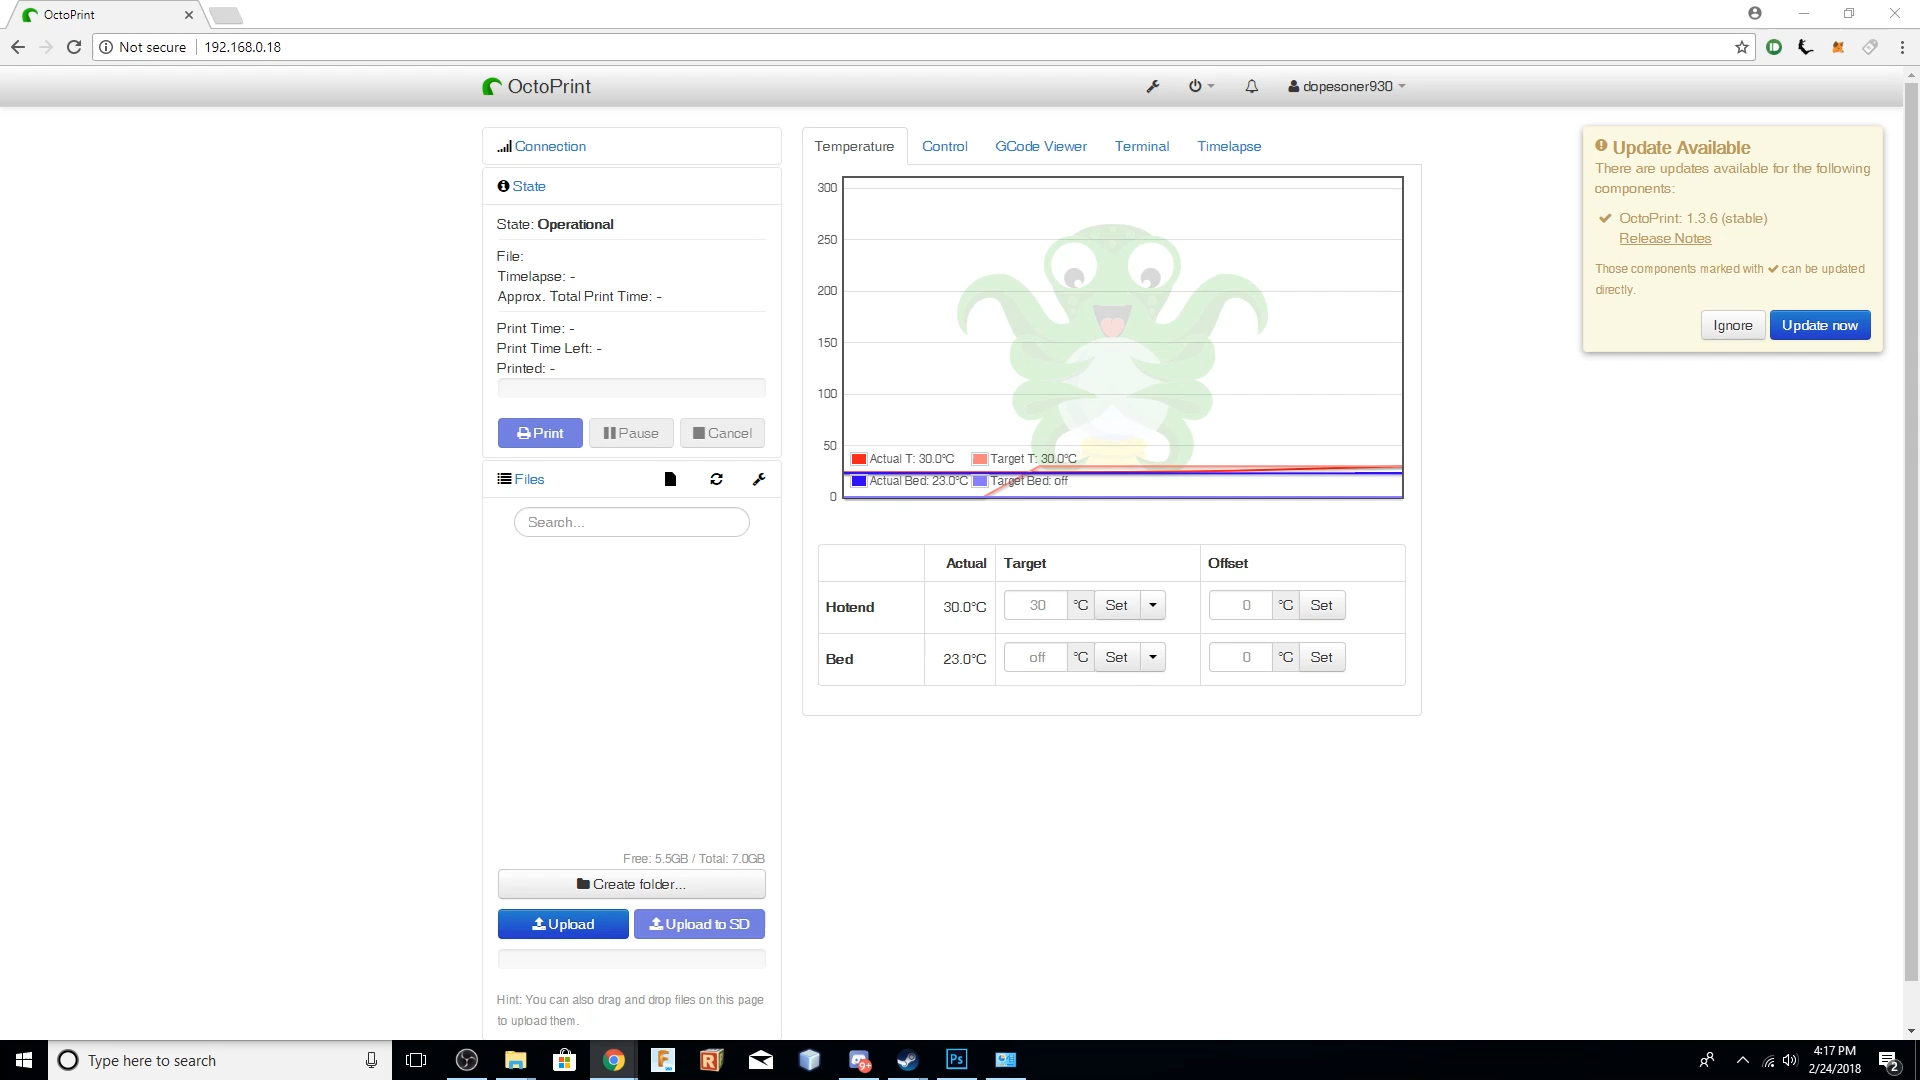 OctoPrint
Not secure
192.168.0.18
OctoPrint
dopesoner930
Connection
State
State: Operational
File:
Timelapse: -
Approx. Total Print Time: -
Print Time: -
Print Time Left: -
Printed: -
Print
Pause
Cancel
Files
Search...
Free: 5.5GB / Total: 7.0GB
Create folder...
Upload
Upload to SD
Hint: You can also drag and drop files on this page
to upload them.
Temperature
Control
GCode Viewer
Terminal
Timelapse
300
250
200
150
100
50
0
Actual T: 30.0°C
Target T: 30.0°C
Actual Bed: 23.0°C
Target Bed: off
Actual
Target
Offset
Hotend
30.0°C
30
°C
Set
0
°C
Set
Bed
23.0°C
off
°C
Set
0
°C
Set
Update Available
There are updates available for the following
components:
OctoPrint: 1.3.6 (stable)
Release Notes
Those components marked with ✔ can be updated
directly.
Ignore
Update now
Type here to search
F
R
9+
Ps
4:17 PM
2/24/2018
2